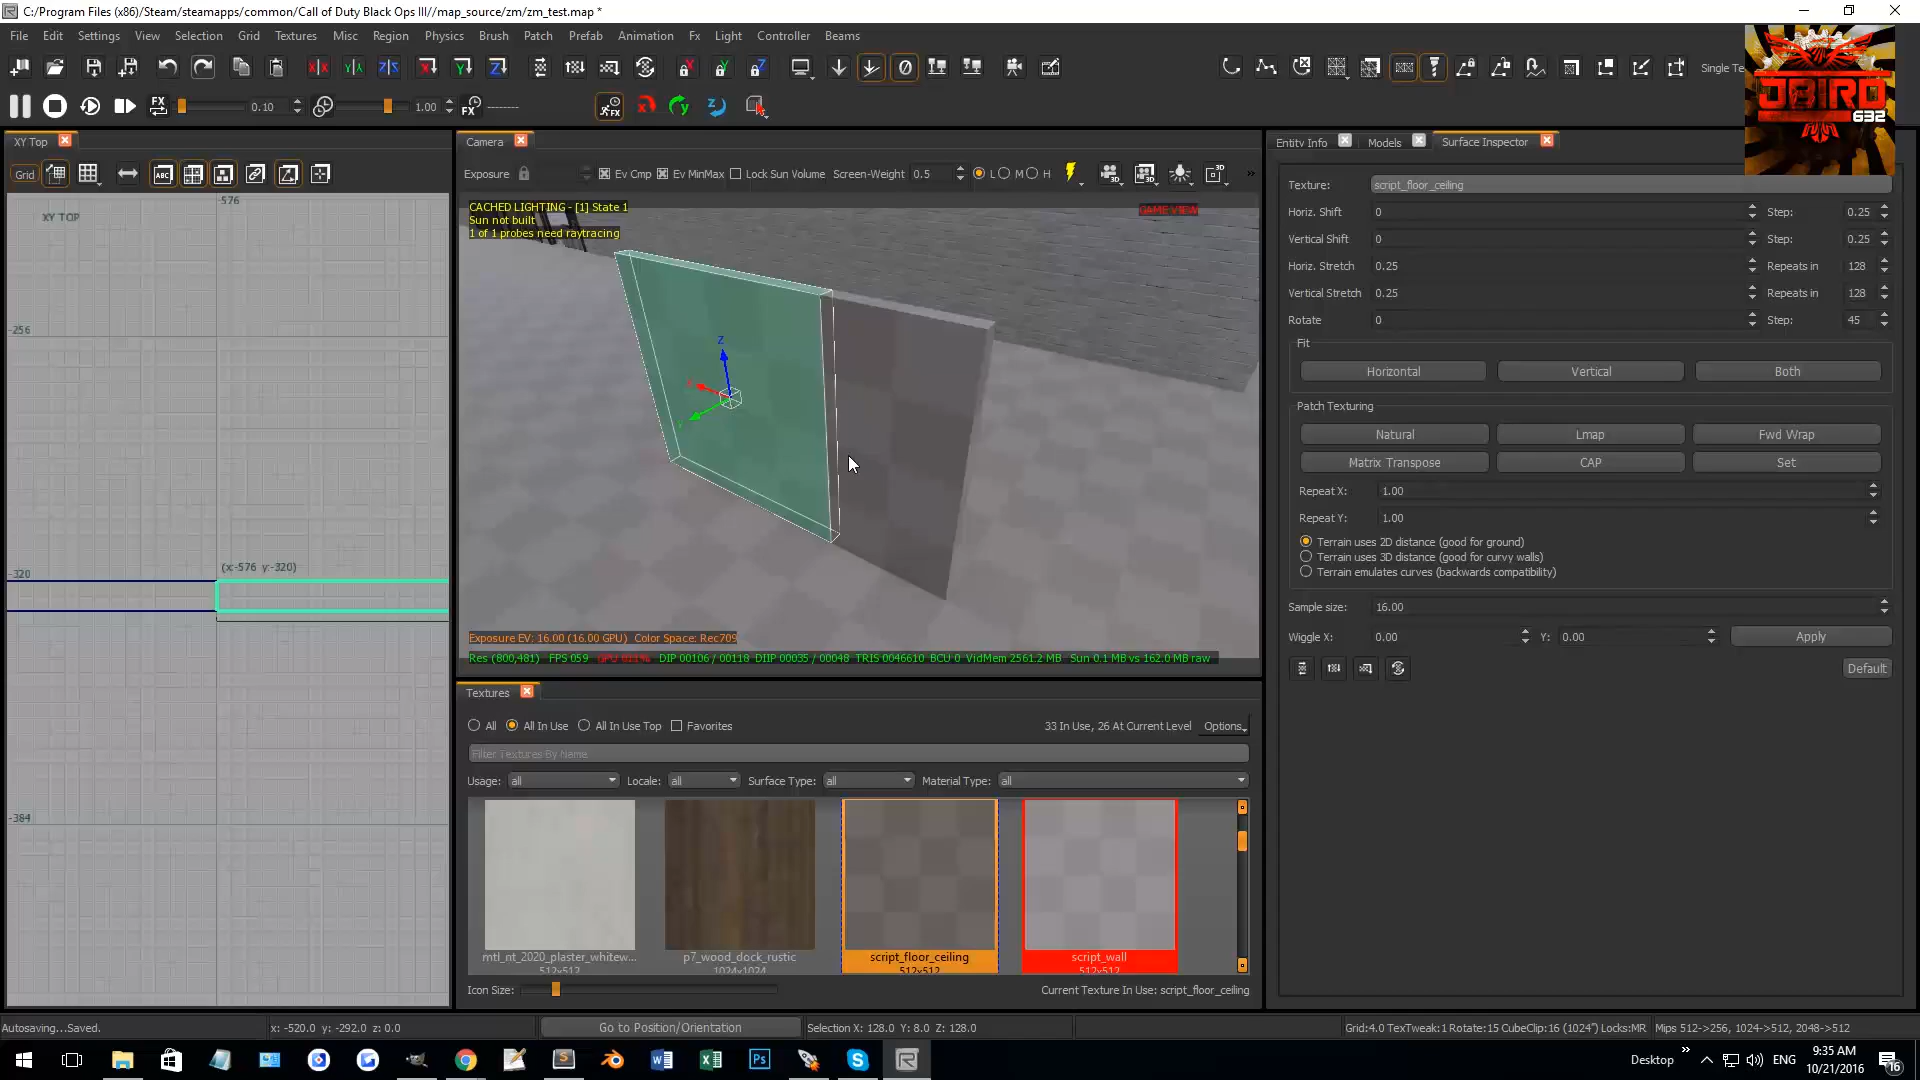 C:/Program Files (x86)/Steam/steamapps/common/Call of Duty Black Ops III//map_source/zm/zm_test.map *
File Edit Settings View Selection Grid Textures Misc Region Physics Brush Patch Prefab Animation Fx Light Controller Beams
Single Te
JBIRD
632
FX 0.10 1.00 FX --------
XY Top
Camera
Entity Info Models Surface Inspector
Grid
ABC
Exposure Ev Cmp Ev MinMax Lock Sun Volume Screen-Weight 0.5 L M H
XY TOP
-576
-256
(x:-576 y:-320)
-320
-384
CACHED LIGHTING - [1] State 1
Sun not built
1 of 1 probes need raytracing
GAME VIEW
Z
Exposure EV: 16.00 (16.00 GPU) Color Space: Rec709
Res (800,481) FPS 059 DIP 00106 / 00118 DIIP 00035 / 00048 TRIS 0046610 BCU 0 VidMem 2561.2 MB Sun 0.1 MB vs 162.0 MB raw
Texture: script_floor_ceiling
Horiz. Shift 0 Step: 0.25
Vertical Shift 0 Step: 0.25
Horiz. Stretch 0.25 Repeats in 128
Vertical Stretch 0.25 Repeats in 128
Rotate 0 Step: 45
Fit
Horizontal Vertical Both
Patch Texturing
Natural Lmap Fwd Wrap
Matrix Transpose CAP Set
Repeat X: 1.00
Repeat Y: 1.00
Terrain uses 2D distance (good for ground)
Terrain uses 3D distance (good for curvy walls)
Terrain emulates curves (backwards compatibility)
Sample size: 16.00
Wiggle X: 0.00 Y: 0.00 Apply
Default
Textures
All All In Use All In Use Top Favorites 33 In Use, 26 At Current Level Options
Filter Textures By Name
Usage: all Locale: all Surface Type: all Material Type: all
mtl_nt_2020_plaster_whitew... p7_wood_dock_rustic script_floor_ceiling script_wall
512x512 1024x1024 512x512 512x512
Icon Size: Current Texture In Use: script_floor_ceiling
Autosaving...Saved. x: -520.0 y: -292.0 z: 0.0 Go to Position/Orientation Selection X: 128.0 Y: 8.0 Z: 128.0 Grid:4.0 TexTweak:1 Rotate:15 CubeClip:16 (1024") Locks:MR Mips 512->256, 1024->512, 2048->512
Desktop ENG 9:35 AM
10/21/2016
16